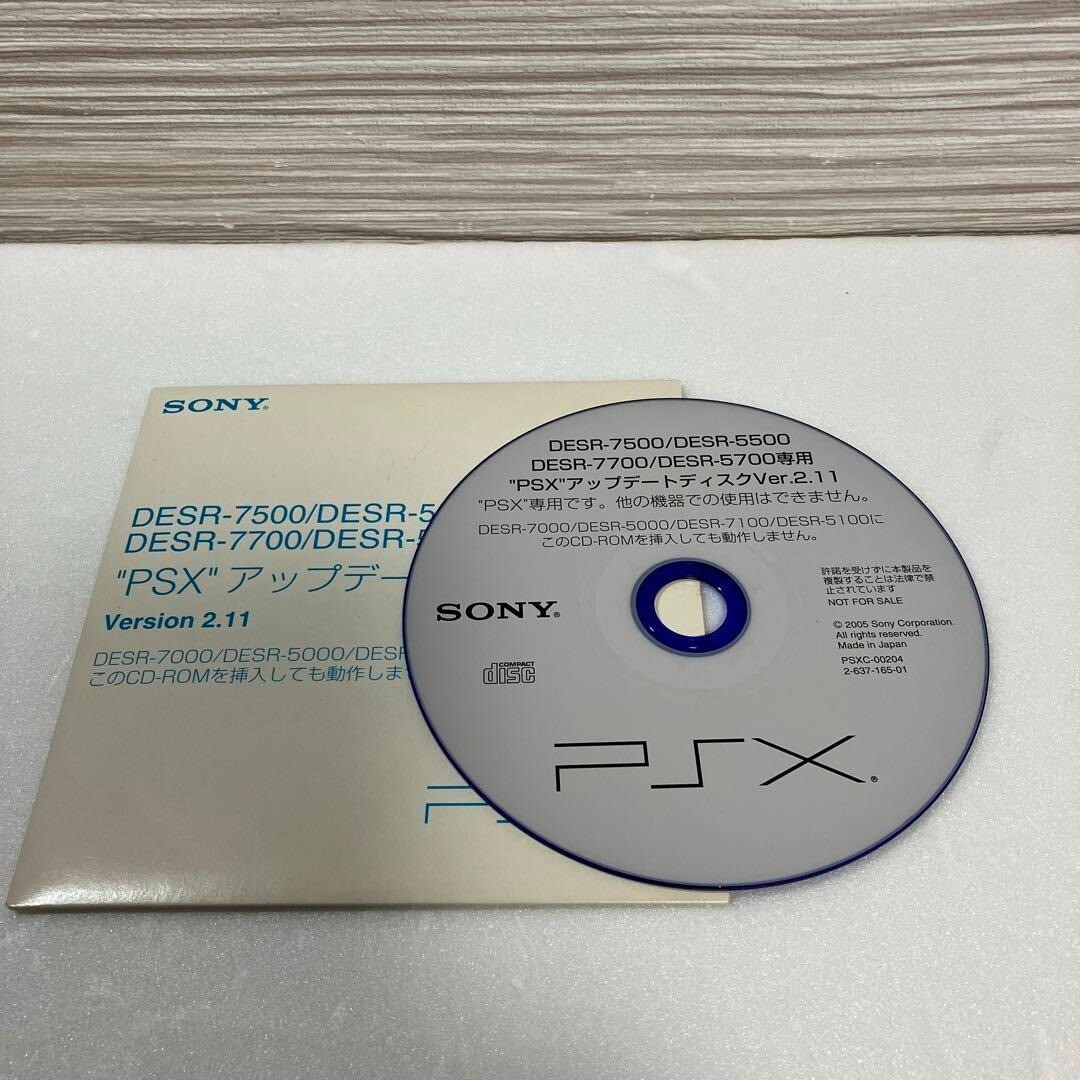 SONY®
DESR-7500/DESR-5
DESR-7700/DESR-
"PSX" アップデー
Version 2.11
DESR-7000/DESR-5000/DESR
このCD-ROMを挿入しても動作しま
DESR-7500/DESR-5500
DESR-7700/DESR-5700専用
"PSX"アップデートディスクVer.2.11
"PSX"専用です。他の機器での使用はできません。
DESR-7000/DESR-5000/DESR-7100/DESR-5100に
このCD-ROMを挿入しても動作しません。
SONY®
COMPACT
disc
許諾を受けずに本製品を
複製することは法律で禁
止されています
NOT FOR SALE
© 2005 Sony Corporation.
All rights reserved.
Made in Japan
PSXC-00204
2-637-165-01
PSX®